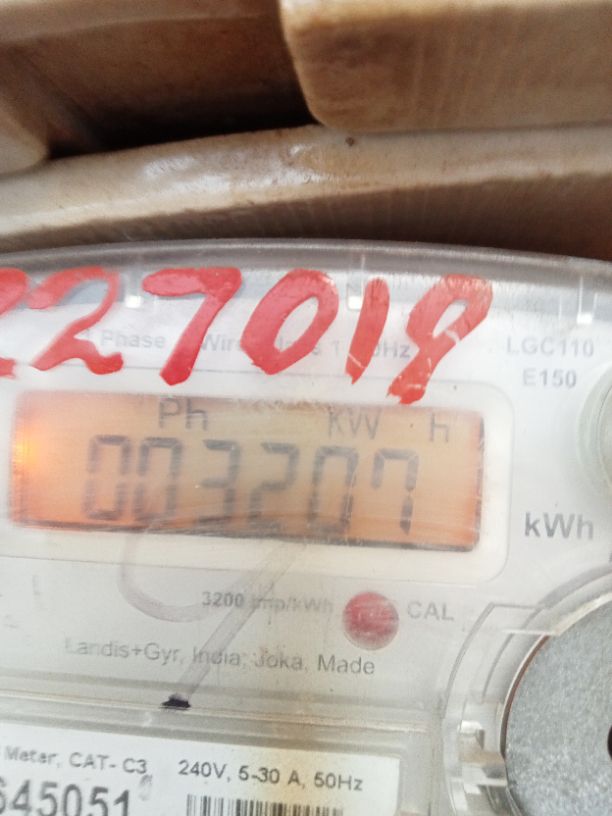 227018
Phase
LGC110
E150
Ph kW h
003207
kWh
3200 imp/kWh CAL
Landis+Gyr, India; Joka, Made
Meter, CAT- C3 240V, 5-30 A, 50Hz
645051